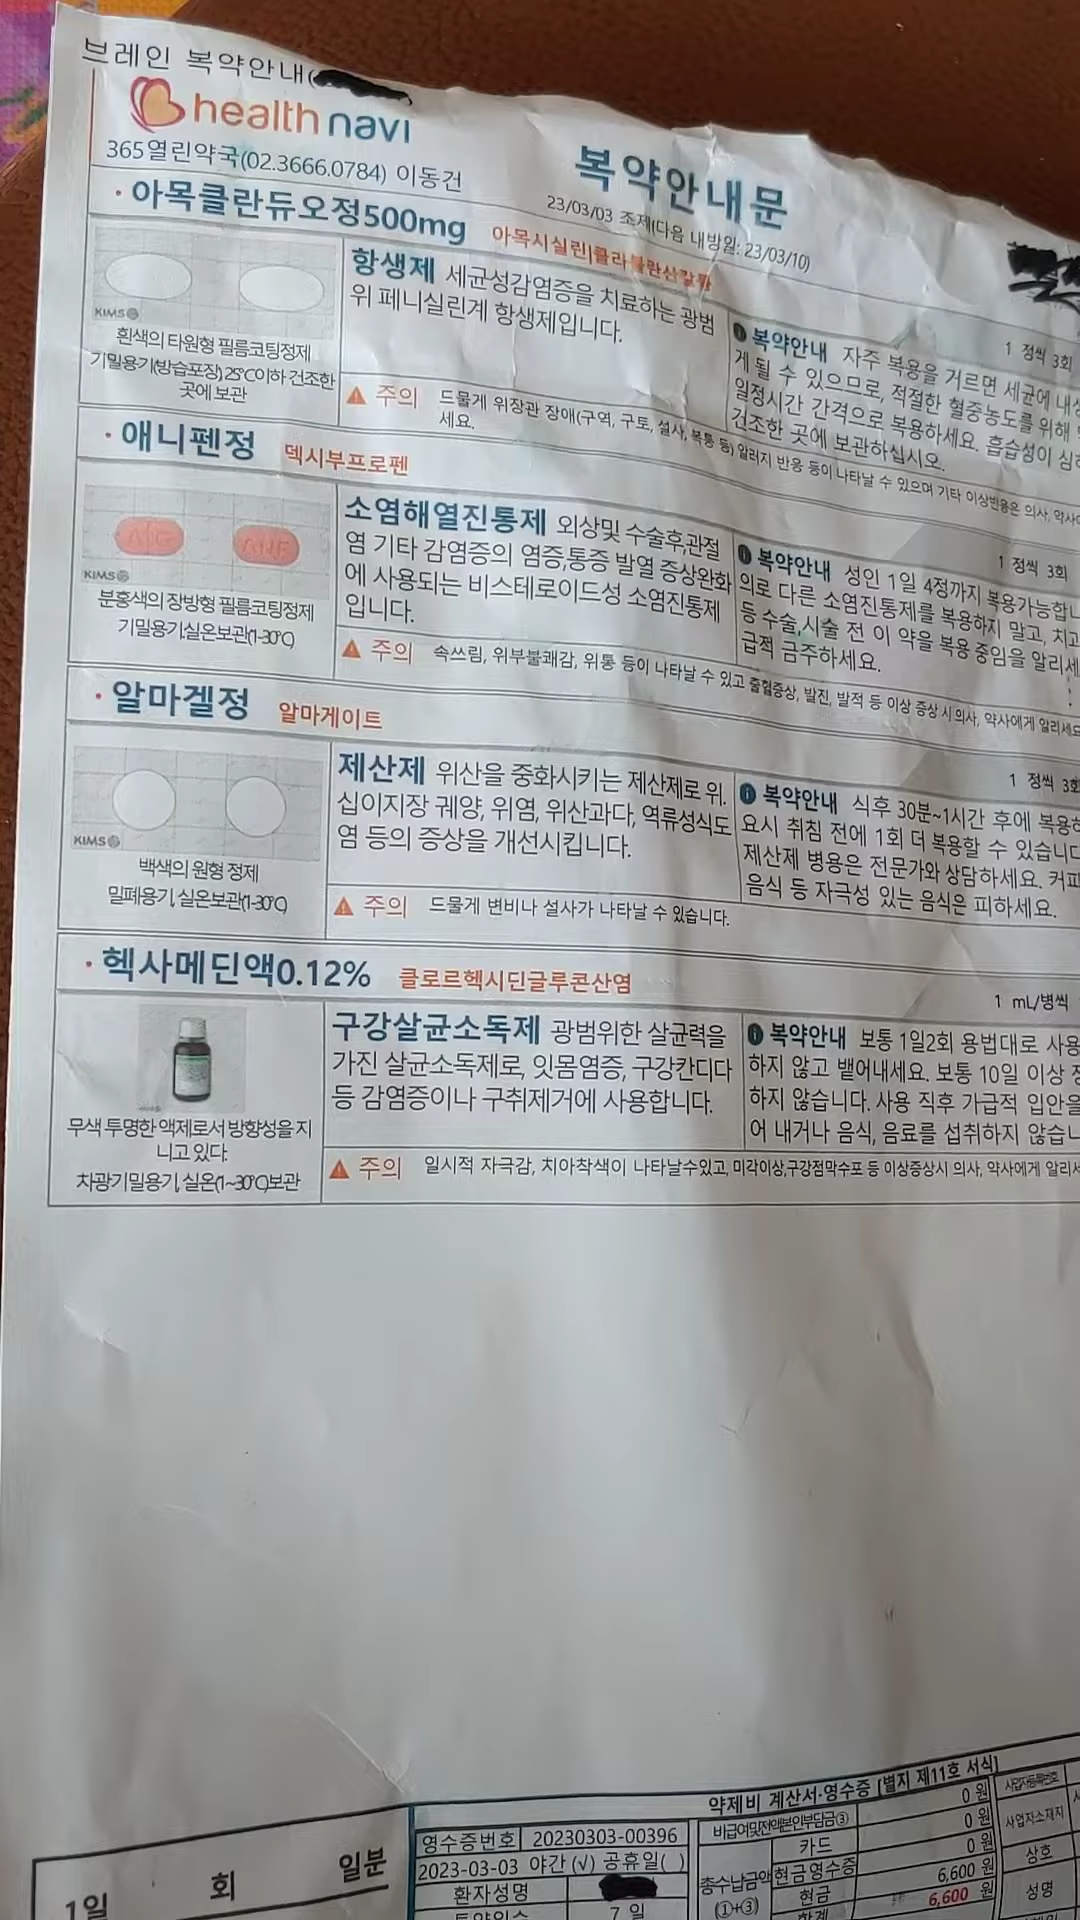 브레인 복약안내(
health navi
365열린약국(02.3666.0784) 이동건
복약안내문
23/03/03 조제(다음 내방일: 23/03/10)
· 아목클란듀오정500mg 아목시실린|클라불란산칼륨
KIMS
흰색의 타원형 필름코팅정제
기밀용기(방습포장) 25°C이하 건조한
곳에 보관
항생제 세균성감염증을 치료하는 광범
위 페니실린계 항생제입니다.
1 정씩 3회
복약안내 자주 복용을 거르면 세균에 내성
게 될 수 있으므로, 적절한 혈중농도를 위해
일정시간 간격으로 복용하세요. 흡습성이 심하
건조한 곳에 보관하십시오.
주의 드물게 위장관 장애(구역, 구토, 설사, 복통 등) 알러지 반응 등이 나타날 수 있으며 기타 이상반응은 의사, 약사에
세요.
· 애니펜정 덱시부프로펜
KIMS
분홍색의 장방형 필름코팅정제
기밀용기,실온보관(1-30°C)
소염해열진통제 외상및 수술후,관절
염 기타 감염증의 염증,통증 발열 증상완화
에 사용되는 비스테로이드성 소염진통제
입니다.
1 정씩 3회
복약안내 성인 1일 4정까지 복용가능합니
의로 다른 소염진통제를 복용하지 말고, 치과
등 수술,시술 전 이 약을 복용 중임을 알리세
급적 금주하세요.
주의 속쓰림, 위부불쾌감, 위통 등이 나타날 수 있고 출혈증상, 발진, 발적 등 이상 증상 시 의사, 약사에게 알리세요
· 알마겔정 알마게이트
KIMS
백색의 원형 정제
밀폐용기, 실온보관(1-30°C)
제산제 위산을 중화시키는 제산제로 위.
십이지장 궤양, 위염, 위산과다, 역류성식도
염 등의 증상을 개선시킵니다.
1 정씩 3회
복약안내 식후 30분~1시간 후에 복용하
요시 취침 전에 1회 더 복용할 수 있습니다
제산제 병용은 전문가와 상담하세요. 커피
음식 등 자극성 있는 음식은 피하세요.
주의 드물게 변비나 설사가 나타날 수 있습니다.
· 헥사메딘액0.12% 클로르헥시딘글루콘산염
무색 투명한 액제로서 방향성을 지
니고 있다.
차광기밀용기, 실온(1~30°C)보관
구강살균소독제 광범위한 살균력을
가진 살균소독제로, 잇몸염증, 구강칸디다
등 감염증이나 구취제거에 사용합니다.
1 mL/병씩
복약안내 보통 1일2회 용법대로 사용
하지 않고 뱉어내세요. 보통 10일 이상
하지 않습니다. 사용 직후 가급적 입안을
어 내거나 음식, 음료를 섭취하지 않습니
주의 일시적 자극감, 치아착색이 나타날수있고, 미각이상,구강점막수포 등 이상증상시 의사, 약사에게 알리세
약제비 계산서·영수증 [별지 제11호 서식]
1일 회 일분
영수증번호 20230303-00396
2023-03-03 야간(√) 공휴일( )
환자성명
투약일수 7 일
비급여및전액본인부담금③
총수납금액
(①+③)
0 원
카드 0 원
현금영수증 0 원
현금 6,600 원
합계 6,600 원
사업자등록번호
사업자소재지
상호
성명